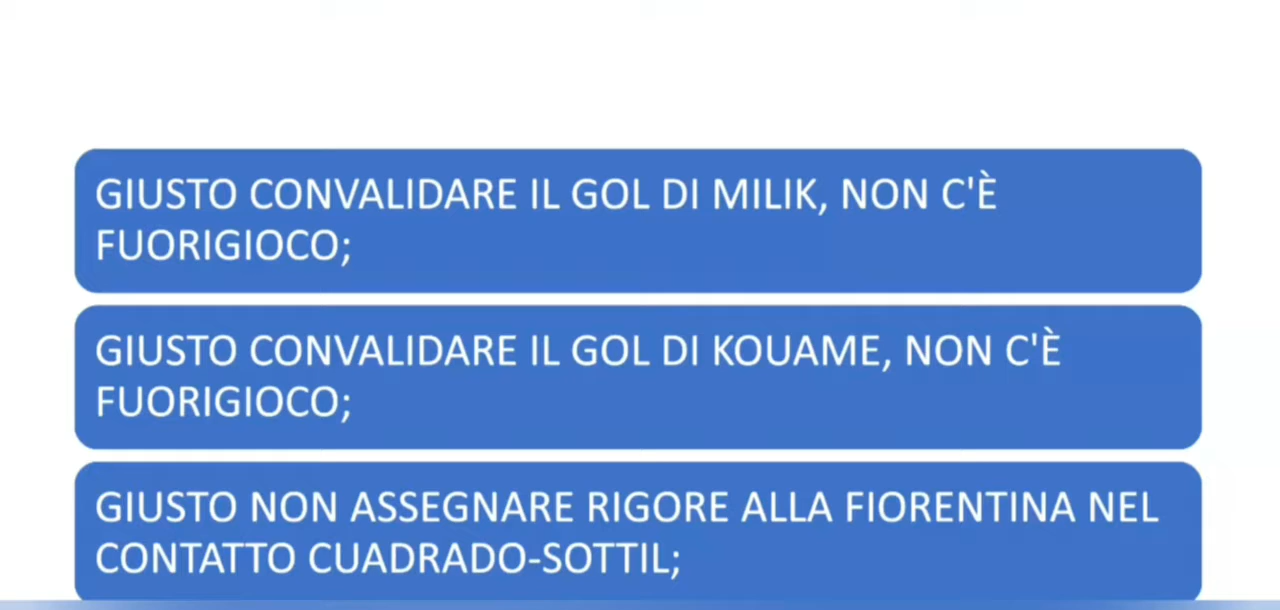 GIUSTO CONVALIDARE IL GOL DI MILIK, NON C'È
FUORIGIOCO;
GIUSTO CONVALIDARE IL GOL DI KOUAME, NON C'È
FUORIGIOCO;
GIUSTO NON ASSEGNARE RIGORE ALLA FIORENTINA NEL
CONTATTO CUADRADO-SOTTIL;